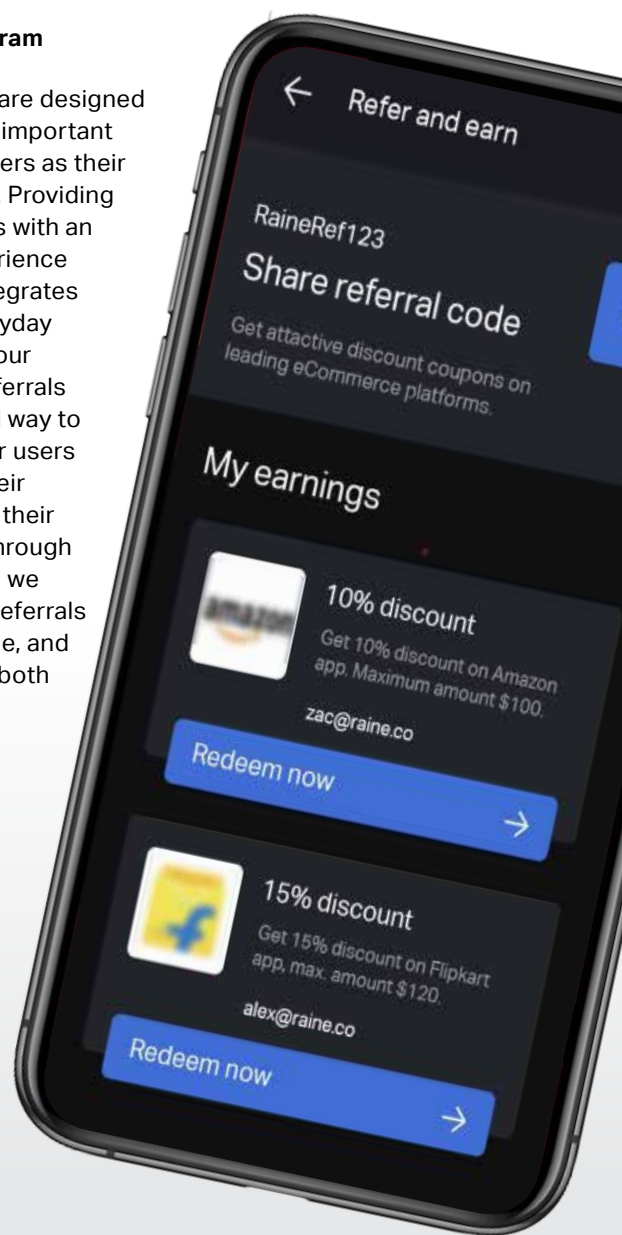 ram
are designed
important
ers as their
. Providing
s with an
rience
egrates
yday
our
ferrals
l way to
r users
eir
their
hrough
we
referrals
e, and
both
Refer and earn
RaineRef123
Share referral code
Get attactive discount coupons on
leading eCommerce platforms.
My earnings
amazon
10% discount
Get 10% discount on Amazon
app. Maximum amount $100.
zac@raine.co
Redeem now
15% discount
Get 15% discount on Flipkart
app, max. amount $120.
alex@raine.co
Redeem now